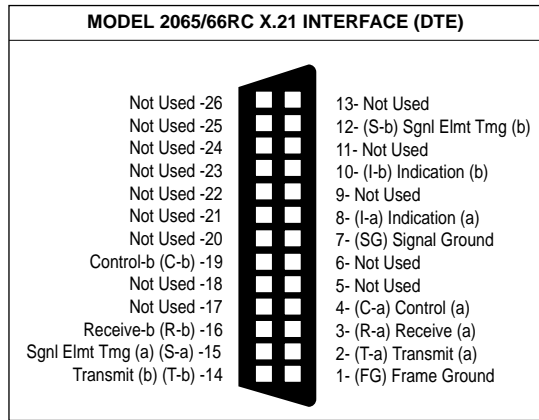 MODEL 2065/66RC X.21 INTERFACE (DTE)
Not Used -26
Not Used -25
Not Used -24
Not Used -23
Not Used -22
Not Used -21
Not Used -20
Control-b (C-b) -19
Not Used -18
Not Used -17
Receive-b (R-b) -16
Sgnl Elmt Tmg (a) (S-a) -15
Transmit (b) (T-b) -14
13- Not Used
12- (S-b) Sgnl Elmt Tmg (b)
11- Not Used
10- (I-b) Indication (b)
9- Not Used
8- (I-a) Indication (a)
7- (SG) Signal Ground
6- Not Used
5- Not Used
4- (C-a) Control (a)
3- (R-a) Receive (a)
2- (T-a) Transmit (a)
1- (FG) Frame Ground